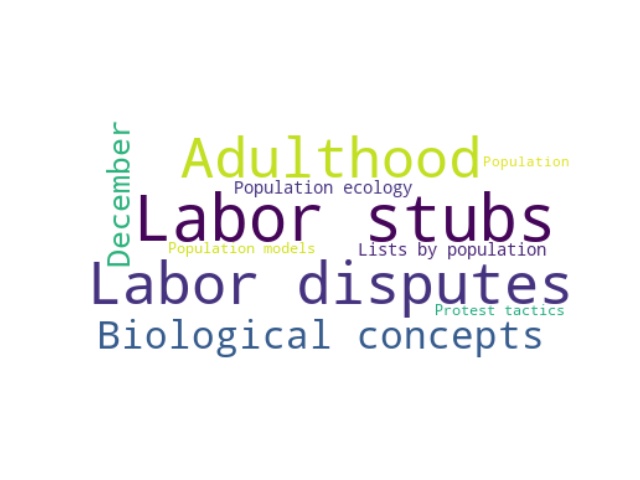 December
Adulthood
Population
Population ecology
Labor stubs
Population models
Lists by population
Labor disputes
Protest tactics
Biological concepts